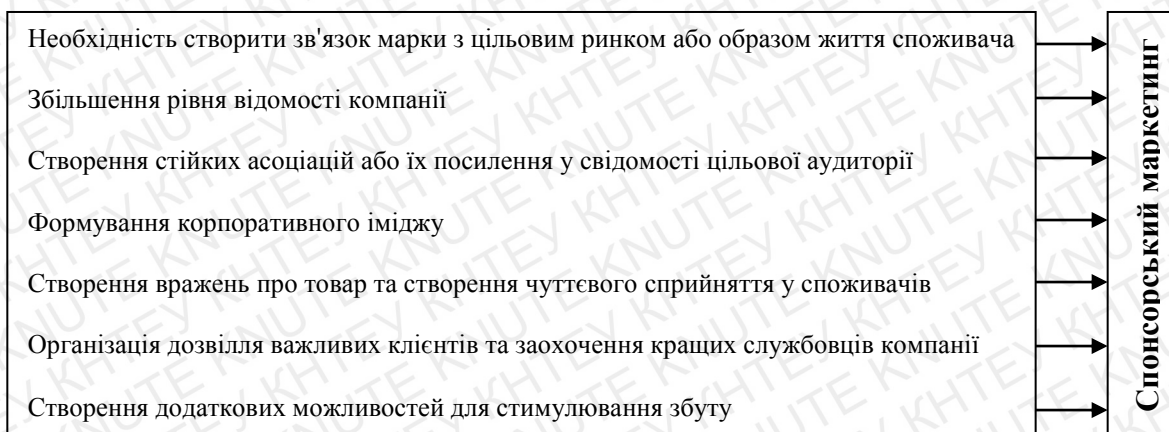 Необхідність створити зв'язок марки з цільовим ринком або образом життя споживача
Збільшення рівня відомості компанії
Створення стійких асоціацій або їх посилення у свідомості цільової аудиторії
Формування корпоративного іміджу
Створення вражень про товар та створення чуттєвого сприйняття у споживачів
Організація дозвілля важливих клієнтів та заохочення кращих службовців компанії
Створення додаткових можливостей для стимулювання збуту
Спонсорський маркетинг